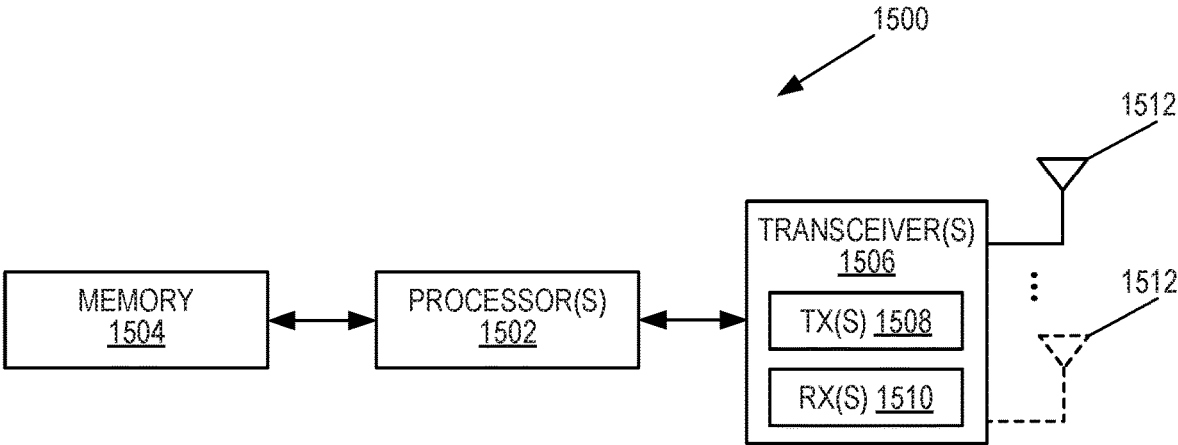 1500
1512
TRANSCEIVER(S)
1506
MEMORY
1504
PROCESSOR(S)
1502
TX(S) 1508
RX(S) 1510
1512